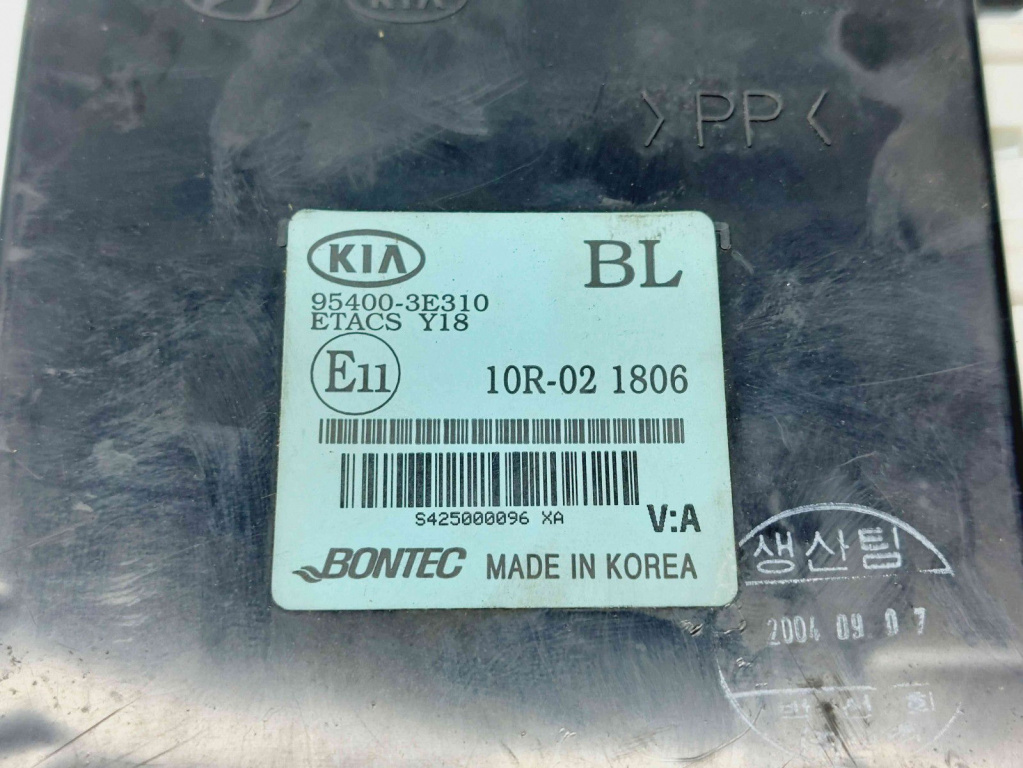 KIA
>PP<
KIA
BL
95400-3E310
ETACS Y18
E11
10R-02 1806
S425000096 XA
V:A
BONTEC MADE IN KOREA
생산팀
2004 09 07